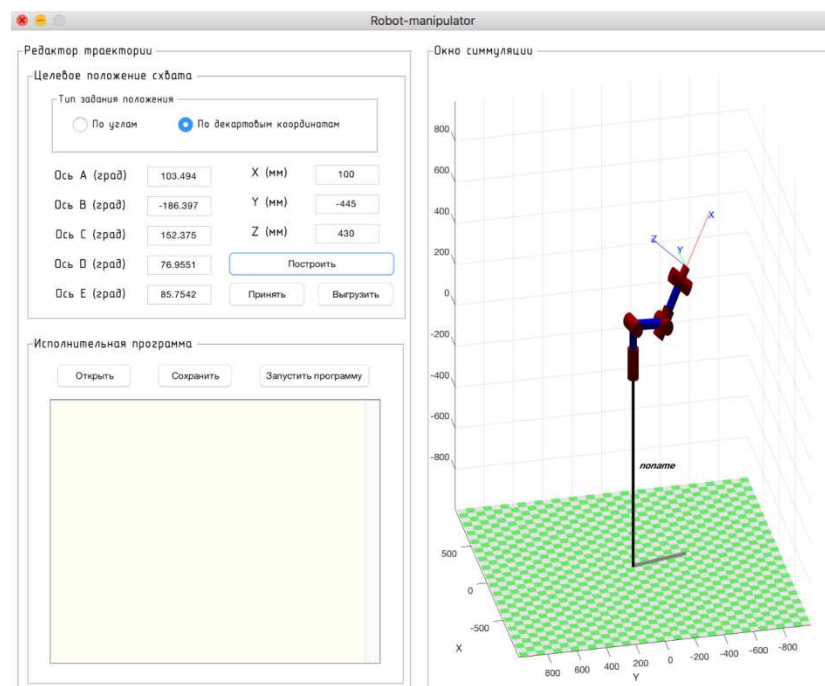 Robot-manipulator
Редактор траектории
Целевое положение схвата
Тип задания положения
По углам
По декартовым координатам
Ось A (град) 103.494 X (мм) 100
Ось B (град) -186.397 Y (мм) -445
Ось C (град) 152.375 Z (мм) 430
Ось D (град) 76.9551 Построить
Ось E (град) 85.7542 Принять Выгрузить
Исполнительная программа
Открыть Сохранить Запустить программу
Окно симмуляции
800
600
400
200
0
-200
-400
-600
-800
X
Z
Y
noname
500
0
-500
X
800 600 400 200 0 -200 -400 -600 -800
Y